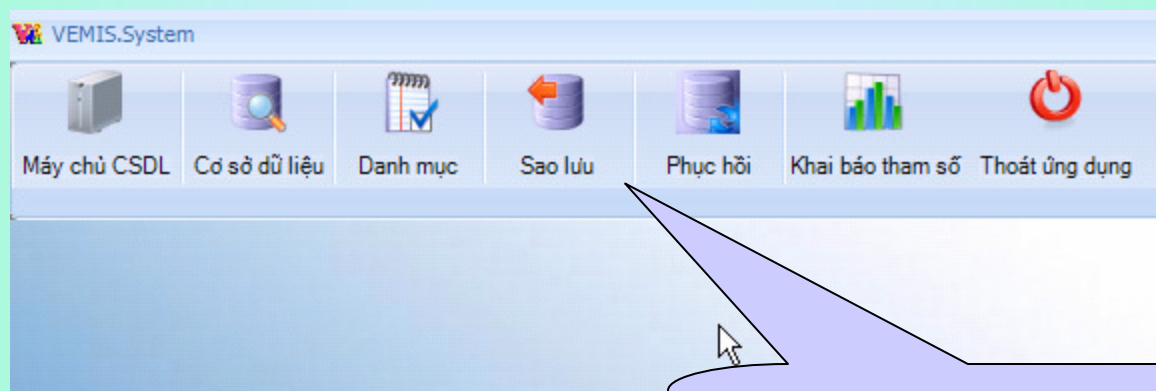 VEMIS.System
Máy chủ CSDL Cơ sở dữ liệu Danh mục Sao lưu Phục hồi Khai báo tham số Thoát ứng dụng